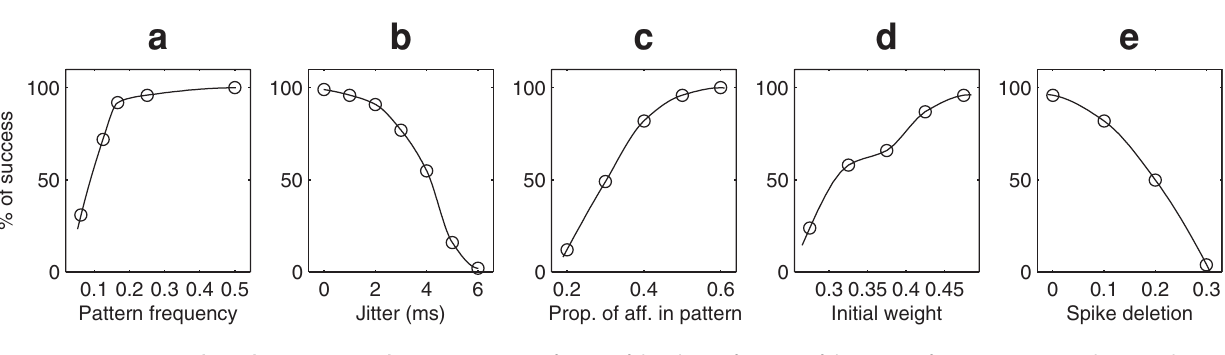 a b c d e
% of success
100 100 100 100 100
50 50 50 50 50
0 0 0 0 0
0.1 0.2 0.3 0.4 0.5
Pattern frequency
0 2 4 6
Jitter (ms)
0.2 0.4 0.6
Prop. of aff. in pattern
0.3 0.35 0.4 0.45
Initial weight
0 0.1 0.2 0.3
Spike deletion